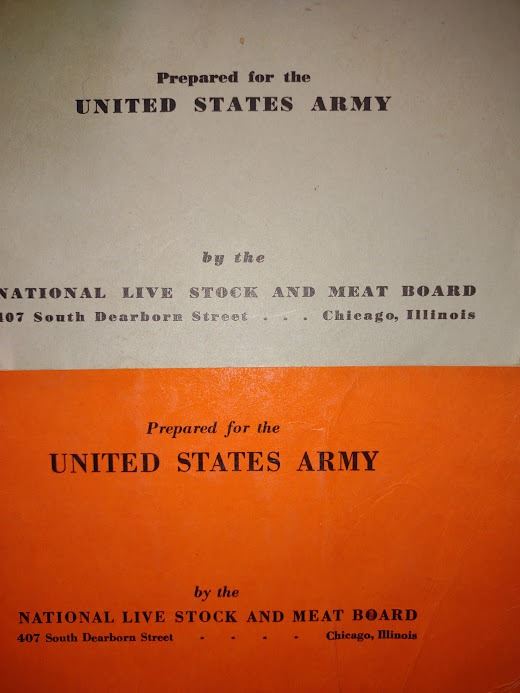 Prepared for the
UNITED STATES ARMY
by the
NATIONAL LIVE STOCK AND MEAT BOARD
407 South Dearborn Street . . . Chicago, Illinois
Prepared for the
UNITED STATES ARMY
by the
NATIONAL LIVE STOCK AND MEAT BOARD
407 South Dearborn Street - - - - Chicago, Illinois